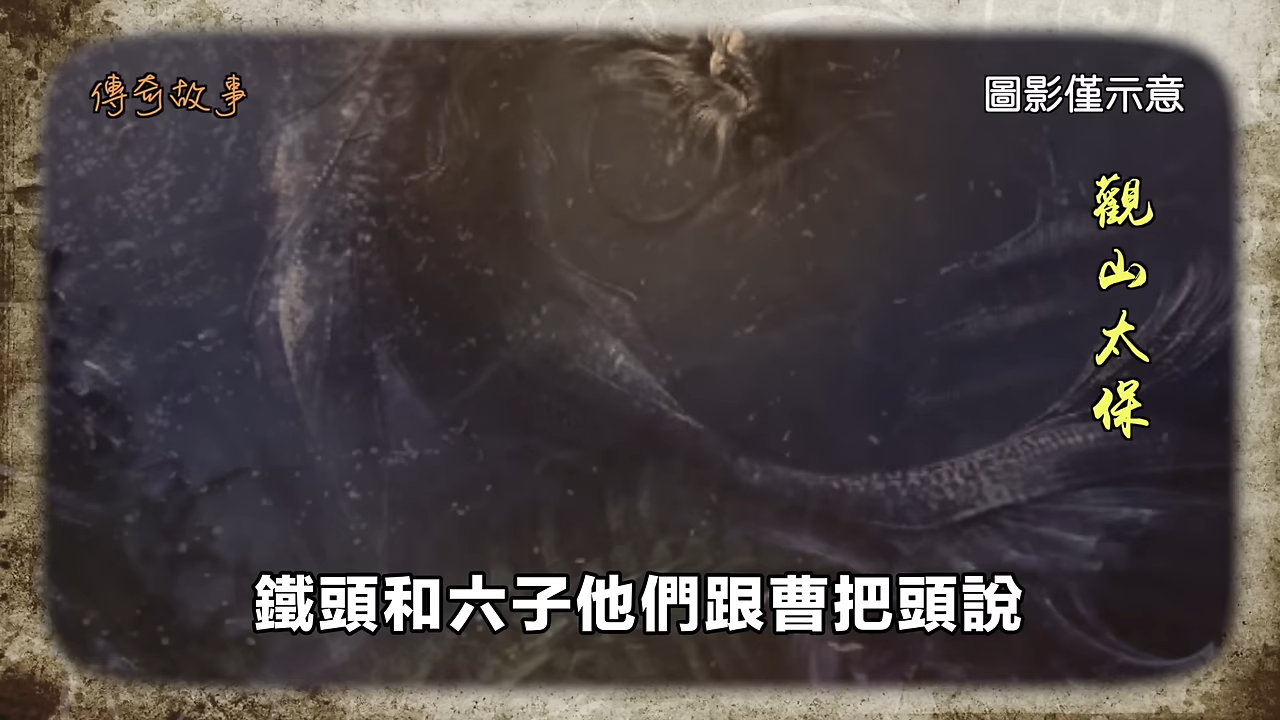 傳奇故事
圖影僅示意
觀山太保
鐵頭和六子他們跟曹把頭說